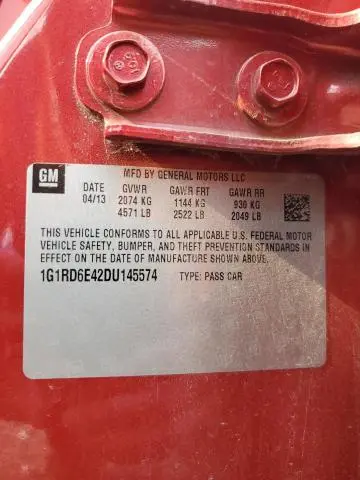 GM
MFD BY GENERAL MOTORS LLC
DATE GVWR GAWR FRT GAWR RR
04/13 2074 KG 1144 KG 930 KG
4571 LB 2522 LB 2049 LB
THIS VEHICLE CONFORMS TO ALL APPLICABLE U.S. FEDERAL MOTOR
VEHICLE SAFETY, BUMPER, AND THEFT PREVENTION STANDARDS IN
EFFECT ON THE DATE OF MANUFACTURE SHOWN ABOVE.
1G1RD6E42DU145574 TYPE: PASS CAR